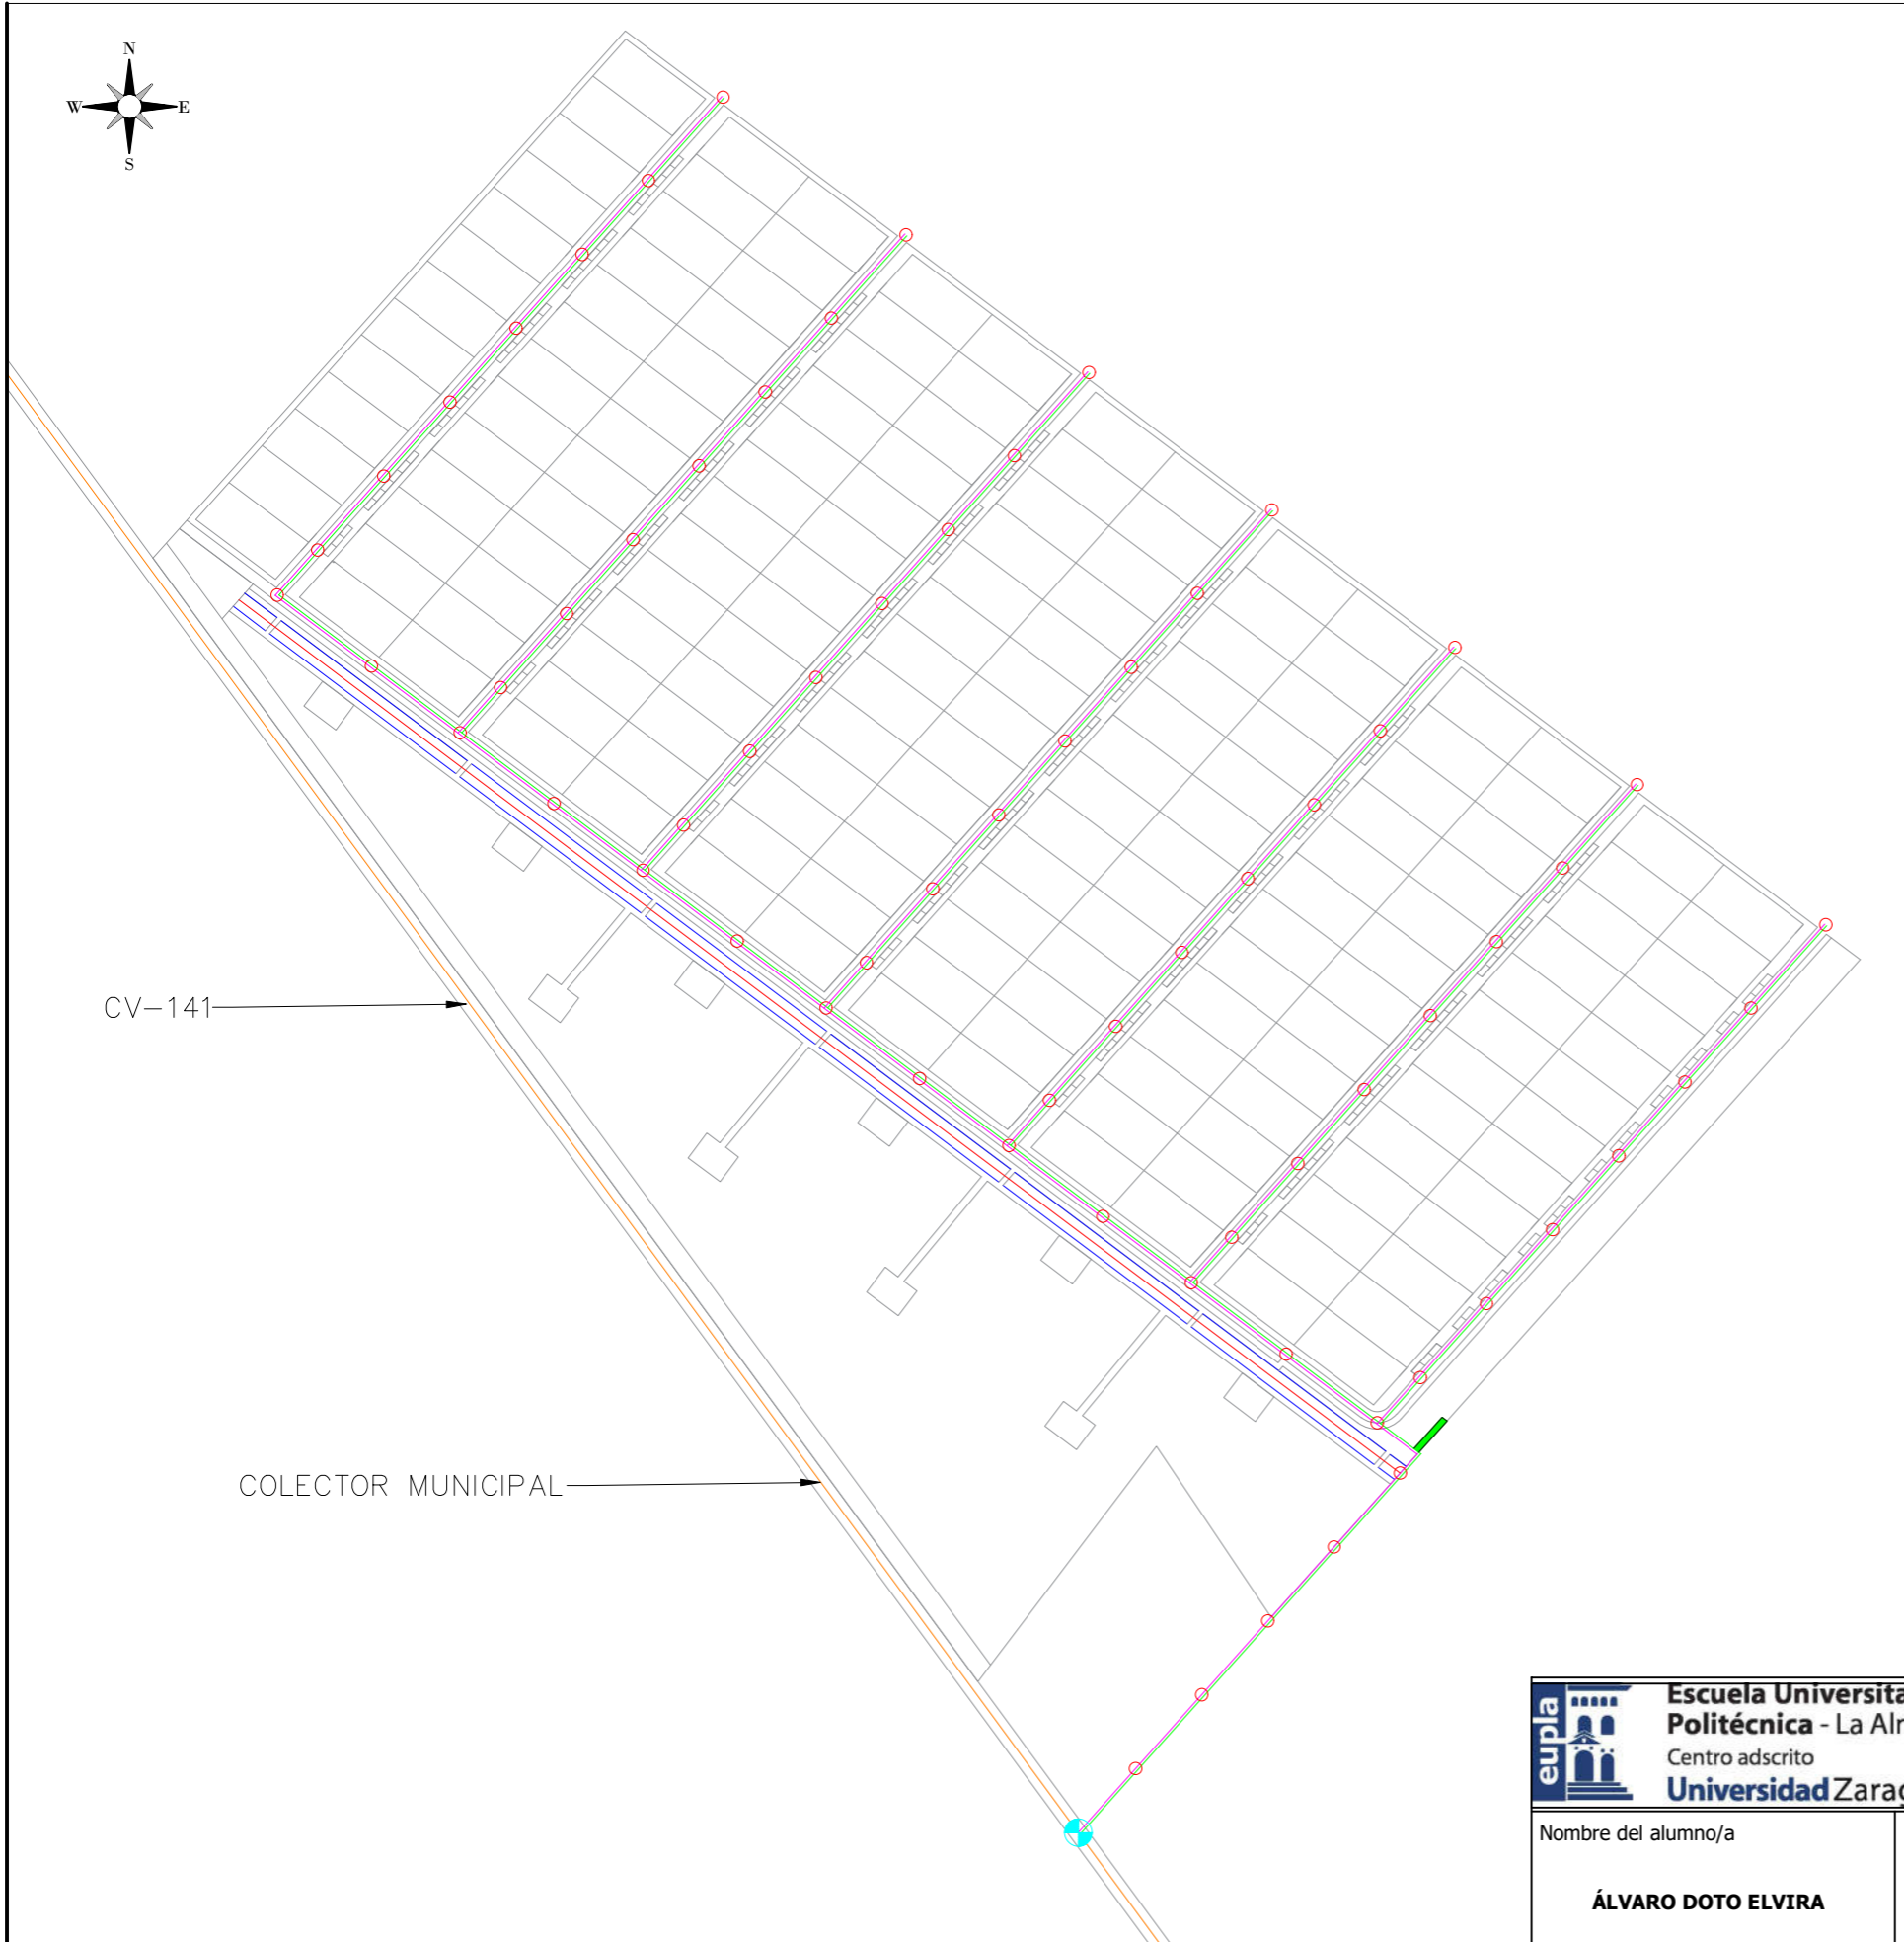 N
W E
S
CV-141
COLECTOR MUNICIPAL
eupla
Escuela Universita
Politécnica - La Alm
Centro adscrito
Universidad Zarag
Nombre del alumno/a
ÁLVARO DOTO ELVIRA